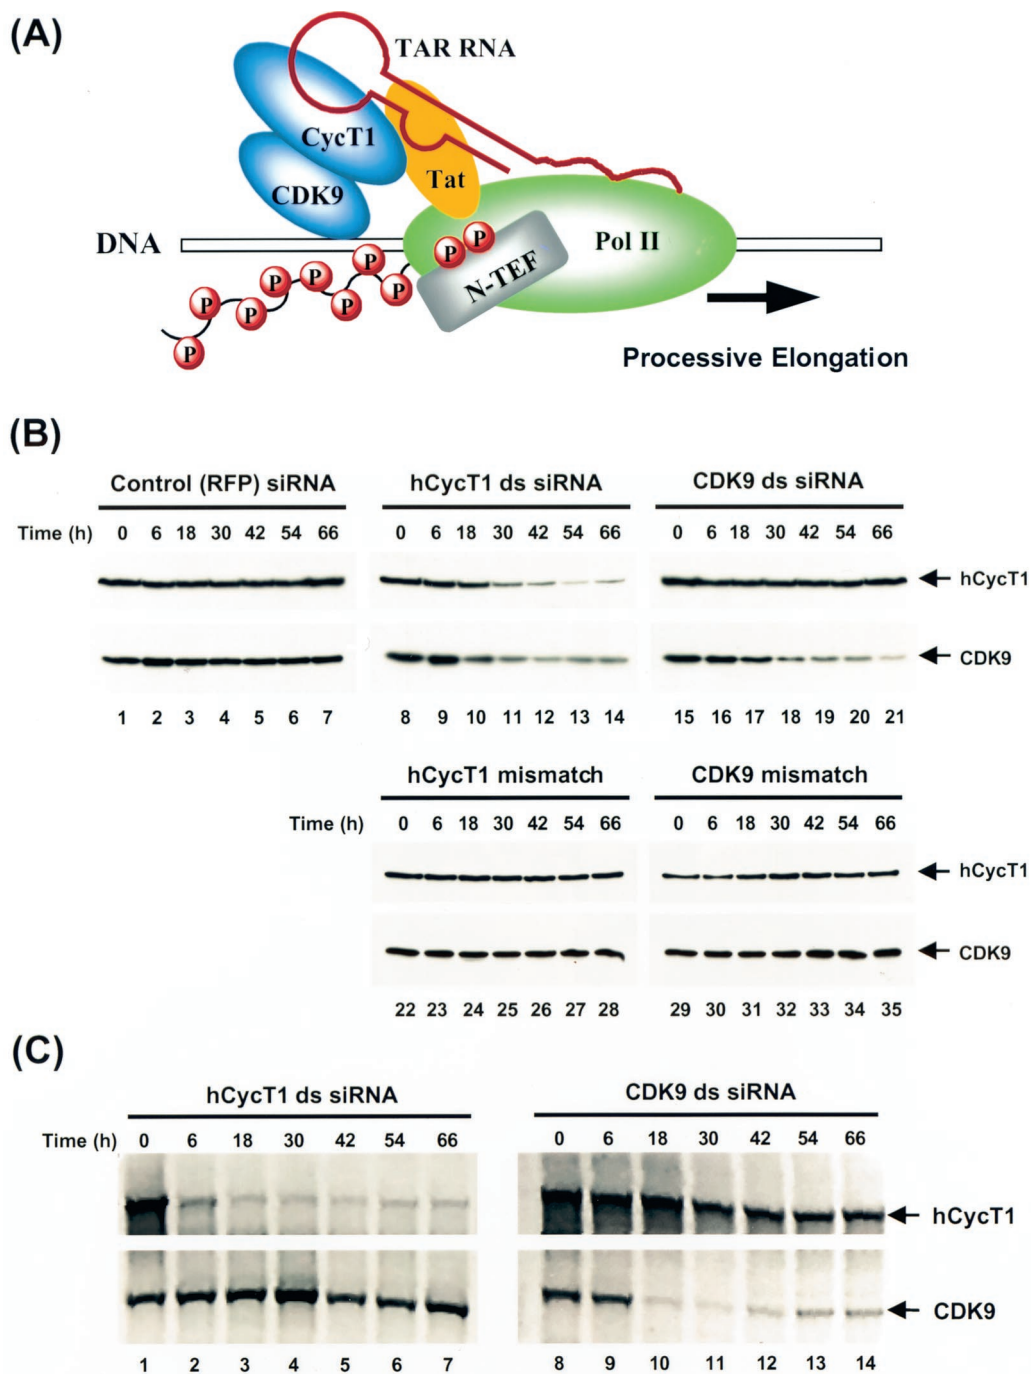 (A)
TAR RNA
CycT1
CDK9
Tat
DNA
Pol II
N-TEF
P P
P P P P P P P P
Processive Elongation
(B)
Control (RFP) siRNA hCycT1 ds siRNA CDK9 ds siRNA
Time (h) 0 6 18 30 42 54 66 0 6 18 30 42 54 66 0 6 18 30 42 54 66
hCycT1
CDK9
1 2 3 4 5 6 7 8 9 10 11 12 13 14 15 16 17 18 19 20 21
hCycT1 mismatch CDK9 mismatch
Time (h) 0 6 18 30 42 54 66 0 6 18 30 42 54 66
hCycT1
CDK9
22 23 24 25 26 27 28 29 30 31 32 33 34 35
(C)
hCycT1 ds siRNA CDK9 ds siRNA
Time (h) 0 6 18 30 42 54 66 0 6 18 30 42 54 66
hCycT1
CDK9
1 2 3 4 5 6 7 8 9 10 11 12 13 14